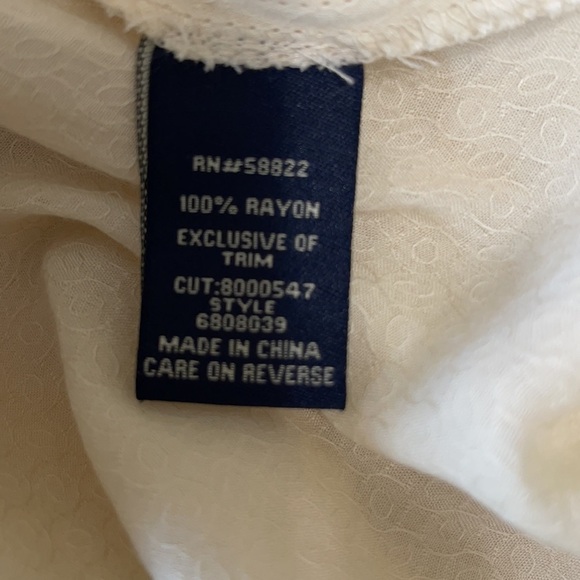 RN#58822
100% RAYON
EXCLUSIVE OF
TRIM
CUT:8000547
STYLE
6808039
MADE IN CHINA
CARE ON REVERSE